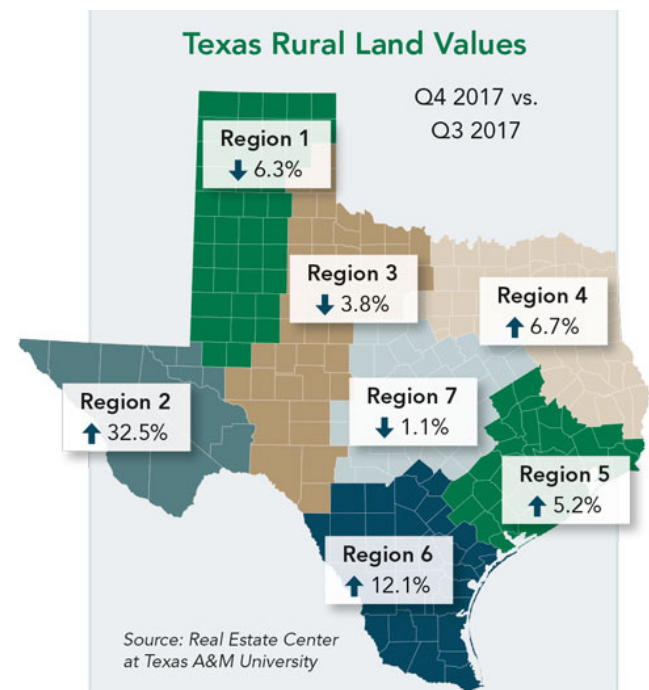 Texas Rural Land Values
Q4 2017 vs.
Q3 2017
Region 1
↓ 6.3%
Region 3
↓ 3.8%
Region 4
↑ 6.7%
Region 2
↑ 32.5%
Region 7
↓ 1.1%
Region 5
↑ 5.2%
Region 6
↑ 12.1%
Source: Real Estate Center
at Texas A&M University